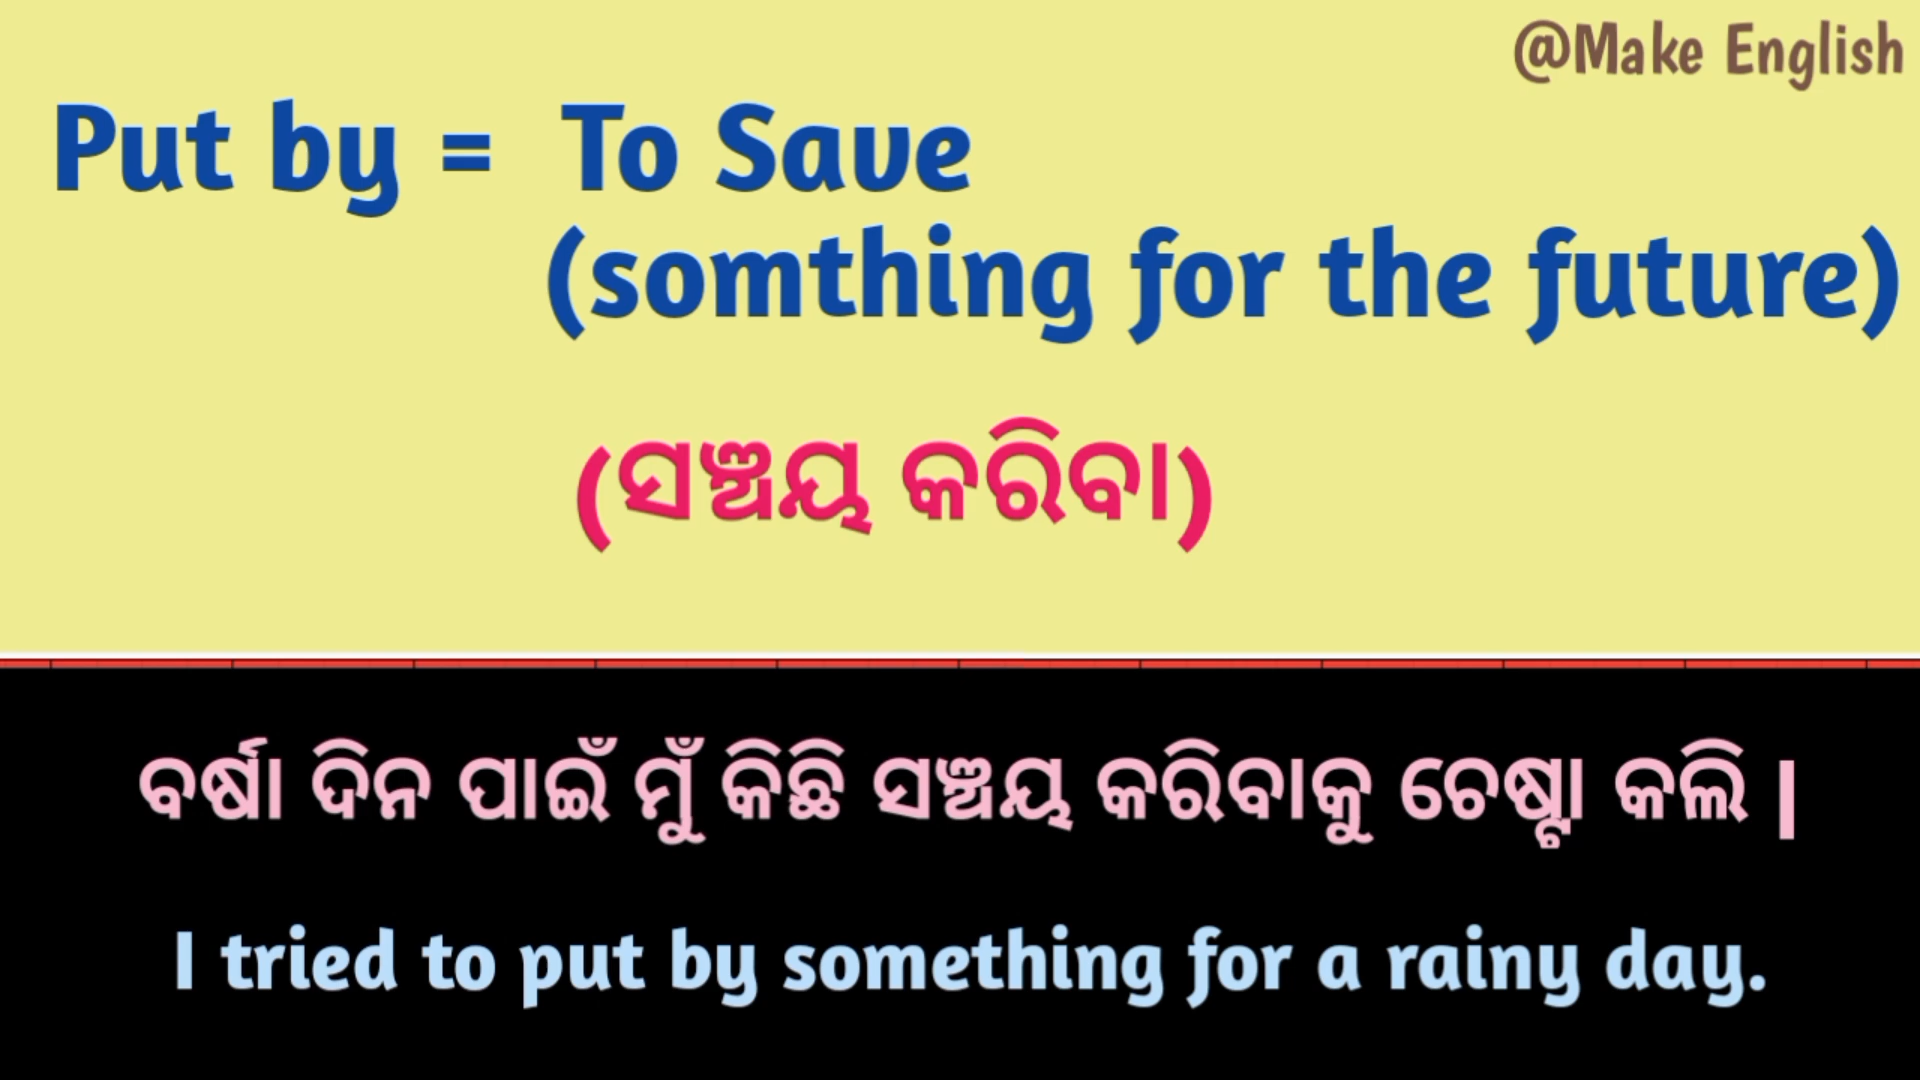 @Make English
Put by = To Save
(somthing for the future)
(ସଞ୍ଚୟ କରିବା)
ବର୍ଷା ଦିନ ପାଇଁ ମୁଁ କିଛି ସଞ୍ଚୟ କରିବାକୁ ଚେଷ୍ଟା କଲି |
I tried to put by something for a rainy day.